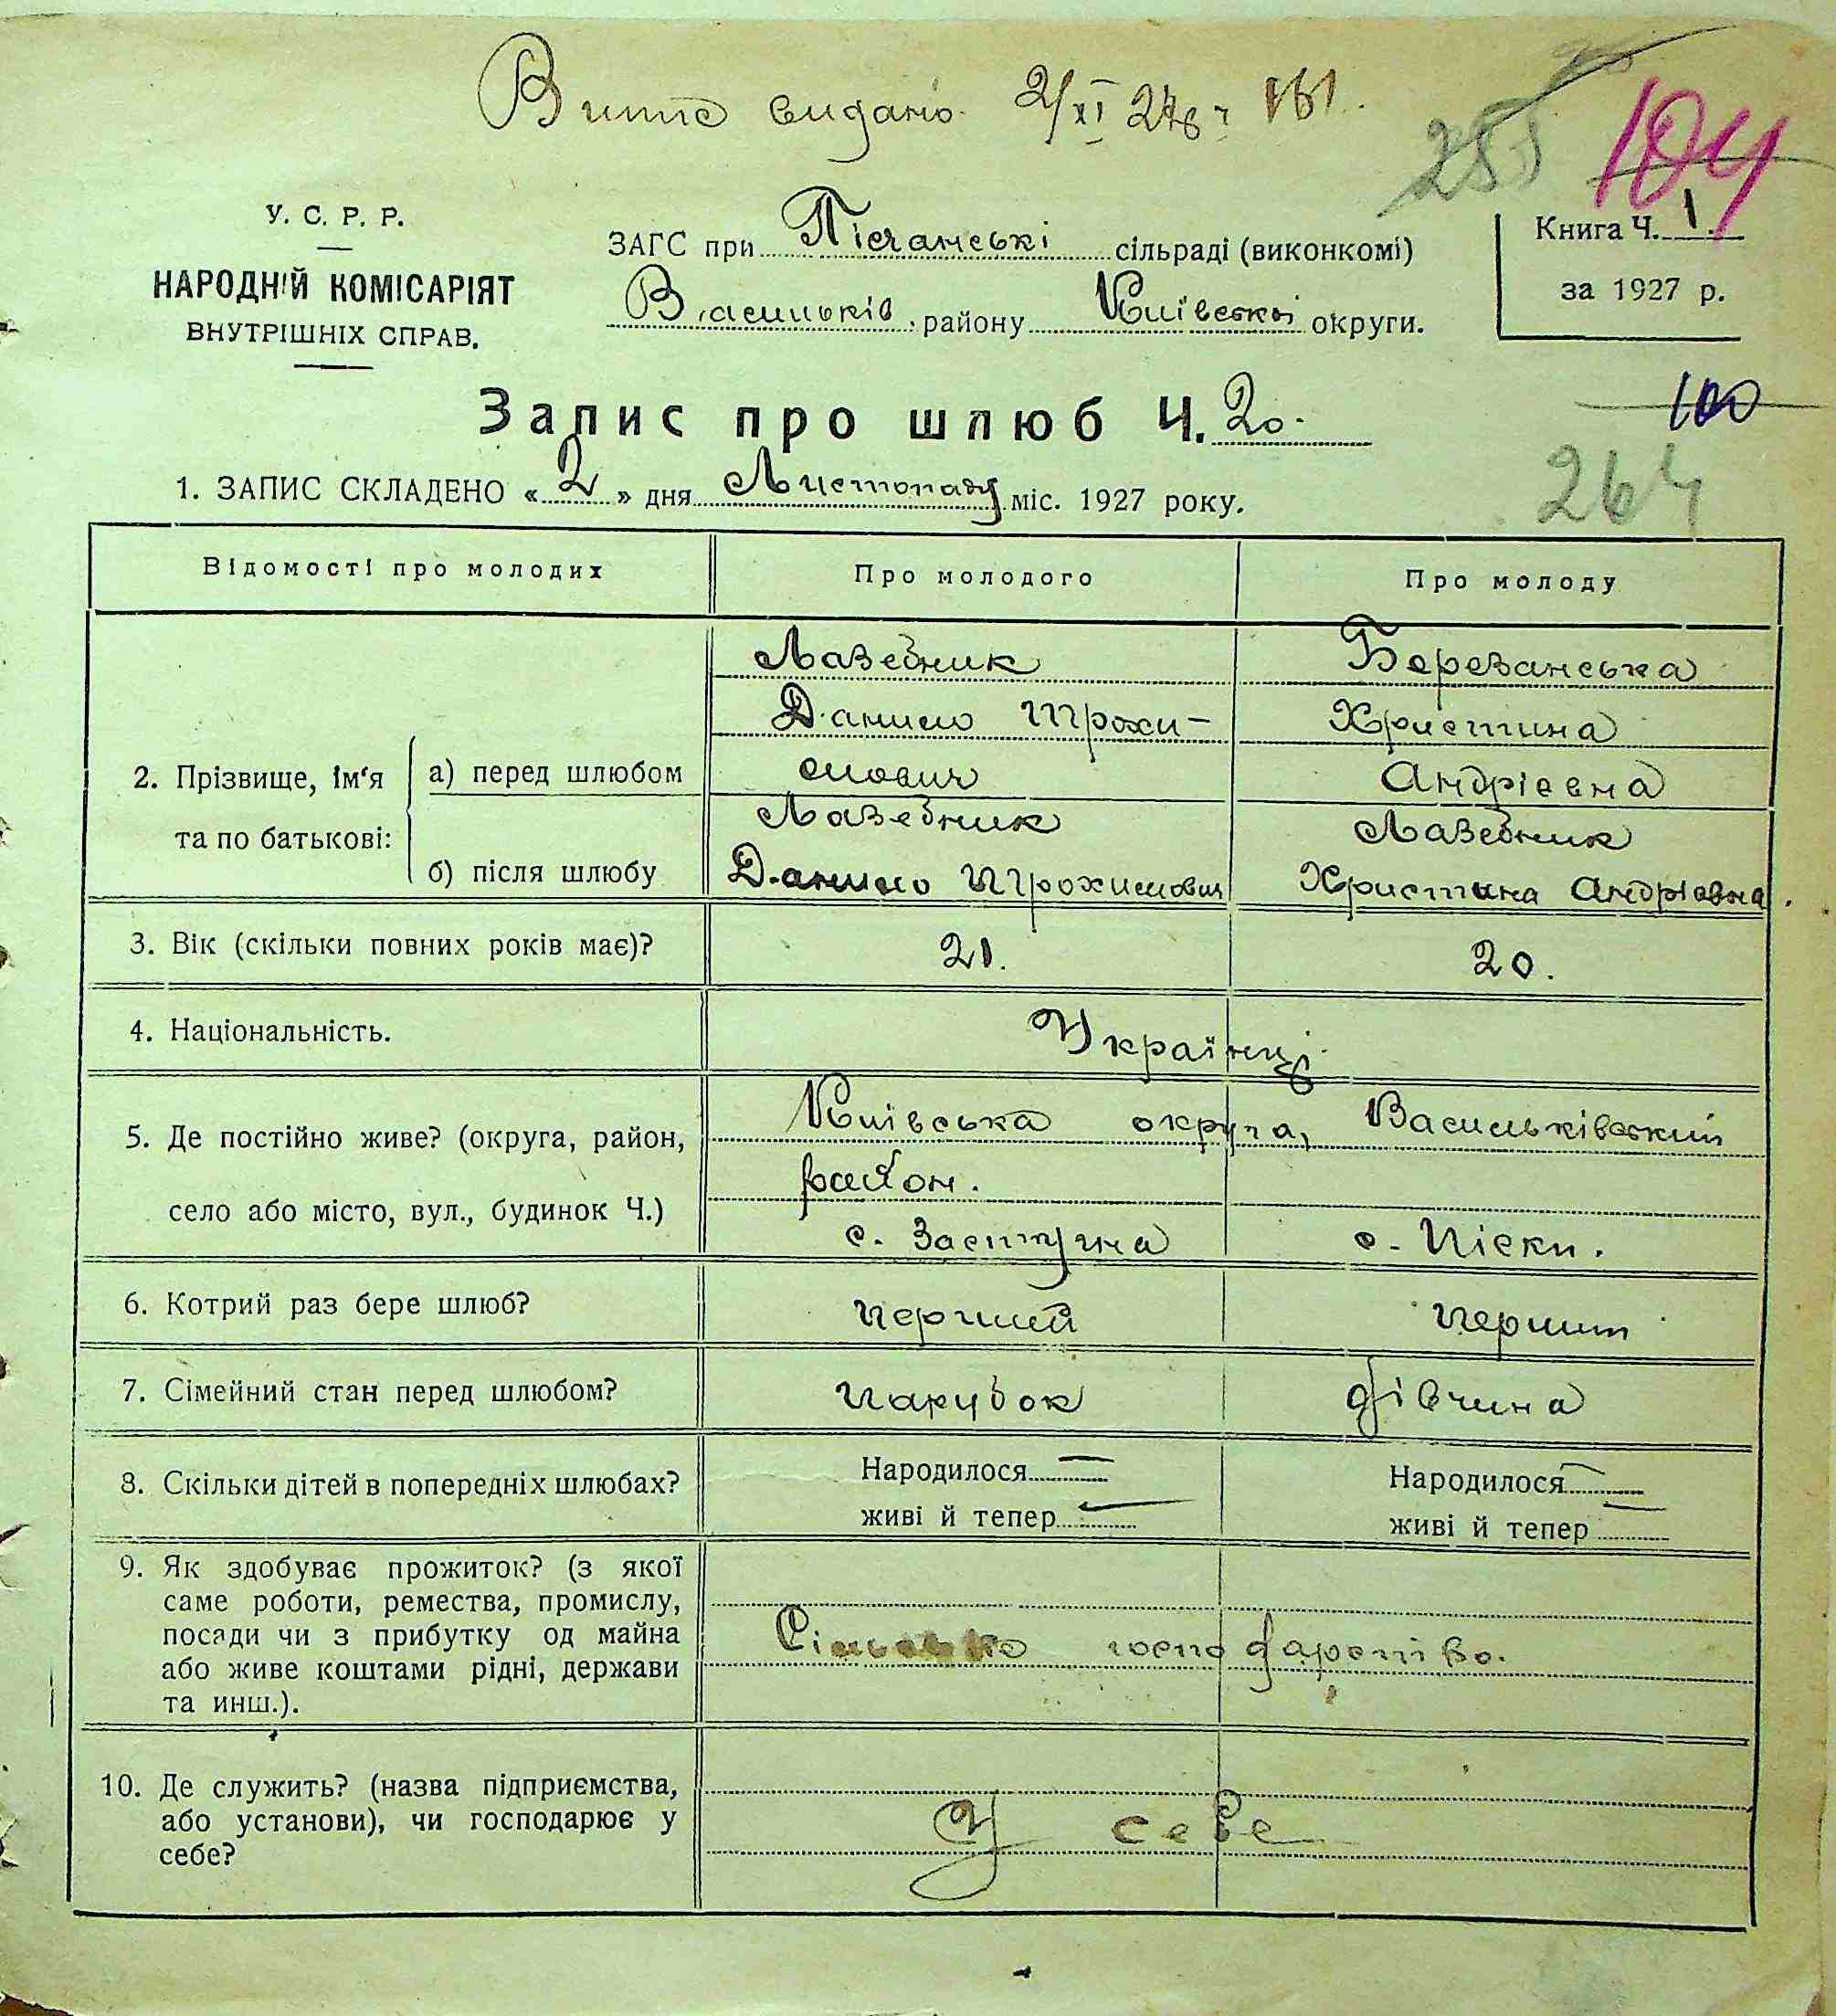 Витяг видано 2/XI 27 р. 161.
255 104
У. С. Р. Р.
НАРОДНІЙ КОМІСАРІЯТ
ВНУТРІШНІХ СПРАВ.
ЗАГС при Пісчанські сільраді (виконкомі)
Васильків. району Київської округи.
Книга Ч. 1
за 1927 р.
Запис про шлюб Ч. 20.
100
1. ЗАПИС СКЛАДЕНО «2» дня Листопаду міс. 1927 року.
264
Відомості про молодих Про молодого Про молоду
2. Прізвище, ім'я та по батькові:
а) перед шлюбом
Лазебник
Данило Трохи-
мович
Березанська
Христина
Андрієвна
б) після шлюбу
Лазебник
Данило Трохимович
Лазебник
Христина Андрієвна.
3. Вік (скільки повних років має)? 21. 20.
4. Національність. Українці
5. Де постійно живе? (округа, район,
село або місто, вул., будинок Ч.)
Київська округа, Васильківський
район.
с. Застугна с. Піски.
6. Котрий раз бере шлюб? перший перший
7. Сімейний стан перед шлюбом? парубок дівчина
8. Скільки дітей в попередніх шлюбах?
Народилося — Народилося —
живі й тепер — живі й тепер —
9. Як здобуває прожиток? (з якої
саме роботи, ремества, промислу,
посади чи з прибутку од майна
або живе коштами рідні, держави
та инш.).
Сільсько господарство.
10. Де служить? (назва підприємства,
або установи), чи господарює у
себе?
У себе